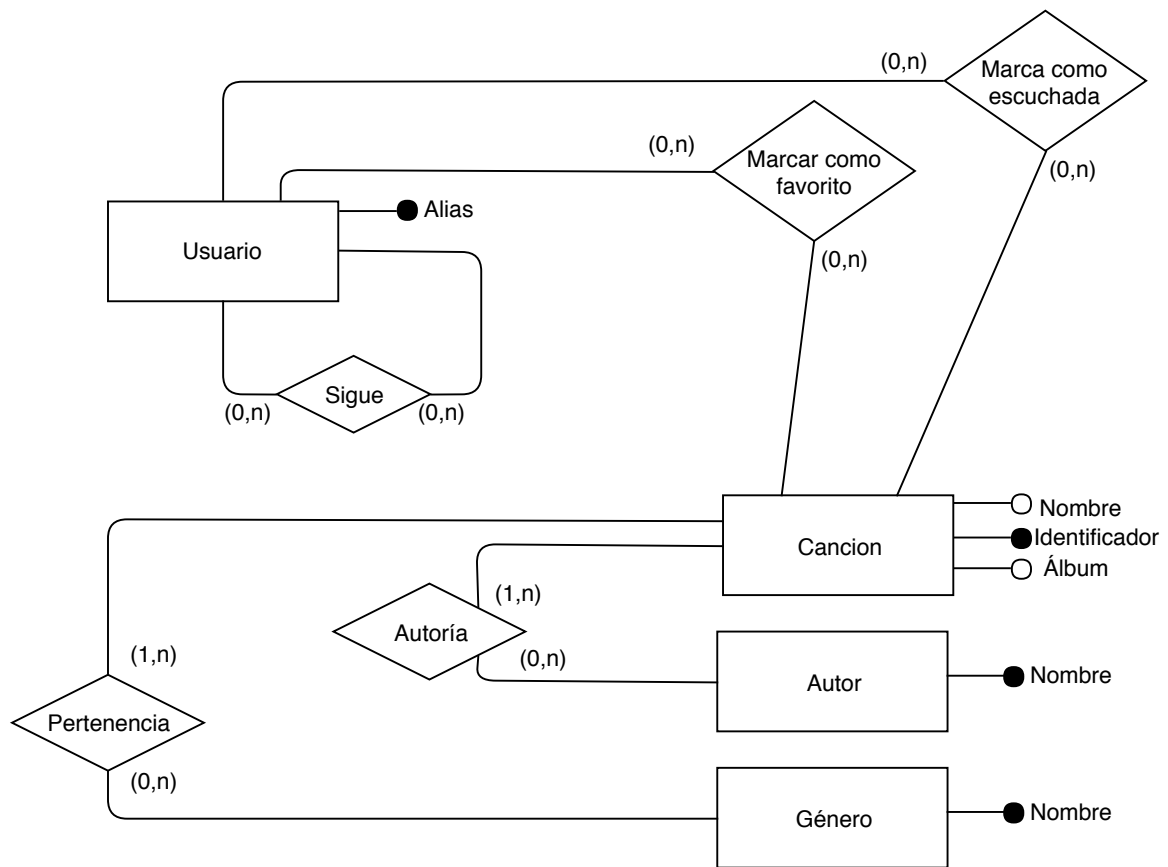 (0,n)
Marca como
escuchada
(0,n)
Marcar como
favorito
(0,n)
Alias
Usuario
(0,n)
Sigue
(0,n)
(0,n)
Nombre
Cancion
Identificador
Álbum
(1,n)
Autoría
(1,n)
(0,n)
Autor
Nombre
Pertenencia
(0,n)
Género
Nombre